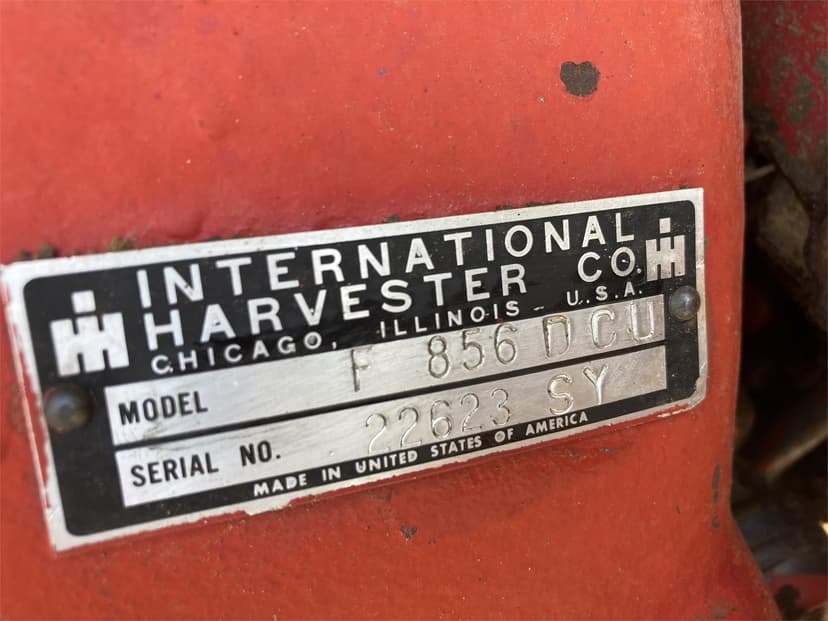 INTERNATIONAL
HARVESTER CO.
CHICAGO, ILLINOIS - U.S.A.
MODEL F 856 DCU
SERIAL NO. 22623 SY
MADE IN UNITED STATES OF AMERICA